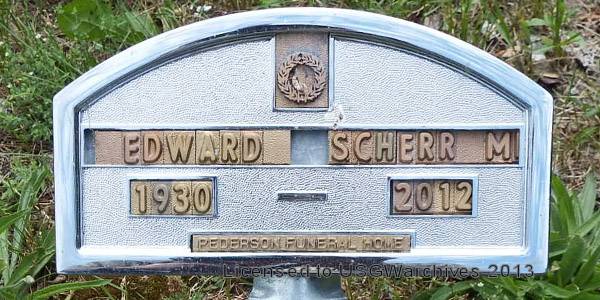 EDWARD SCHERR M
1930 - 2012
PEDERSON FUNERAL HOME
Licensed to USGWarchives 2013